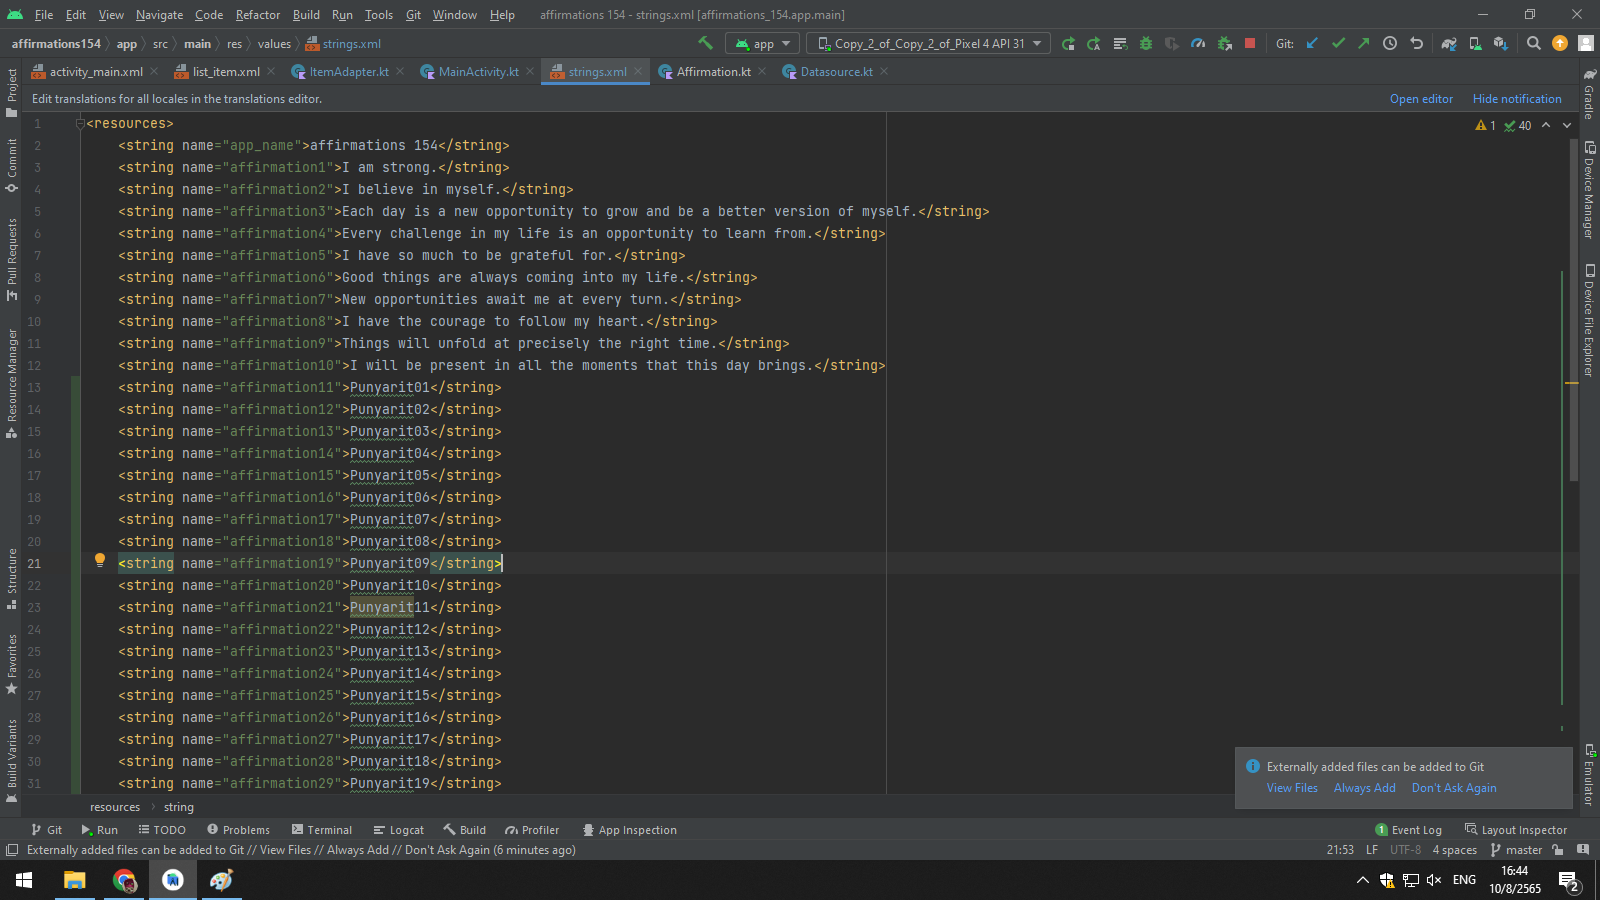 File Edit View Navigate Code Refactor Build Run Tools Git Window Help affirmations 154 - strings.xml [affirmations_154.app.main]
affirmations154 app src main res values strings.xml app Copy_2_of_Copy_2_of_Pixel 4 API 31 Git:
activity_main.xml list_item.xml ItemAdapter.kt MainActivity.kt strings.xml Affirmation.kt Datasource.kt
Edit translations for all locales in the translations editor. Open editor Hide notification
1 <resources>
2 <string name="app_name">affirmations 154</string>
3 <string name="affirmation1">I am strong.</string>
4 <string name="affirmation2">I believe in myself.</string>
5 <string name="affirmation3">Each day is a new opportunity to grow and be a better version of myself.</string>
6 <string name="affirmation4">Every challenge in my life is an opportunity to learn from.</string>
7 <string name="affirmation5">I have so much to be grateful for.</string>
8 <string name="affirmation6">Good things are always coming into my life.</string>
9 <string name="affirmation7">New opportunities await me at every turn.</string>
10 <string name="affirmation8">I have the courage to follow my heart.</string>
11 <string name="affirmation9">Things will unfold at precisely the right time.</string>
12 <string name="affirmation10">I will be present in all the moments that this day brings.</string>
13 <string name="affirmation11">Punyarit01</string>
14 <string name="affirmation12">Punyarit02</string>
15 <string name="affirmation13">Punyarit03</string>
16 <string name="affirmation14">Punyarit04</string>
17 <string name="affirmation15">Punyarit05</string>
18 <string name="affirmation16">Punyarit06</string>
19 <string name="affirmation17">Punyarit07</string>
20 <string name="affirmation18">Punyarit08</string>
21 <string name="affirmation19">Punyarit09</string>
22 <string name="affirmation20">Punyarit10</string>
23 <string name="affirmation21">Punyarit11</string>
24 <string name="affirmation22">Punyarit12</string>
25 <string name="affirmation23">Punyarit13</string>
26 <string name="affirmation24">Punyarit14</string>
27 <string name="affirmation25">Punyarit15</string>
28 <string name="affirmation26">Punyarit16</string>
29 <string name="affirmation27">Punyarit17</string>
30 <string name="affirmation28">Punyarit18</string>
31 <string name="affirmation29">Punyarit19</string>
1 40
Project
Commit
Pull Requests
Resource Manager
Structure
Favorites
Build Variants
Gradle
Device Manager
Device File Explorer
Emulator
Externally added files can be added to Git
View Files Always Add Don't Ask Again
resources string
Git Run TODO Problems Terminal Logcat Build Profiler App Inspection 1 Event Log Layout Inspector
Externally added files can be added to Git // View Files // Always Add // Don't Ask Again (6 minutes ago) 21:53 LF UTF-8 4 spaces master
ENG 16:44
10/8/2565 2